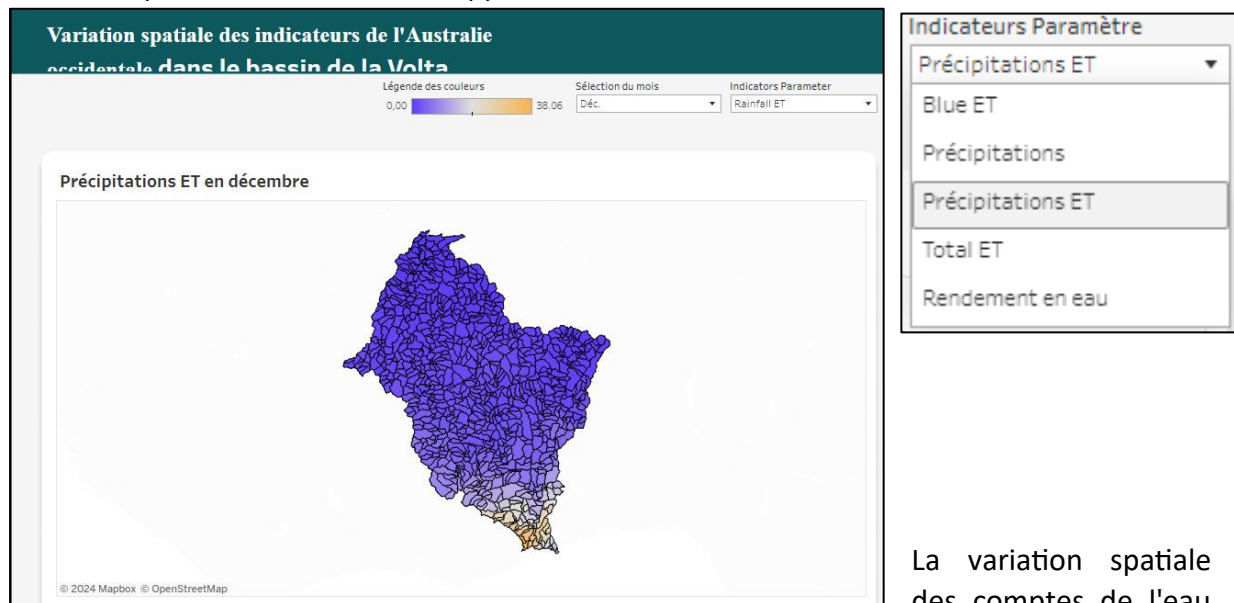 Variation spatiale des indicateurs de l'Australie
occidentale dans le bassin de la Volta
Légende des couleurs
0,00 38.06
Sélection du mois
Déc.
Indicators Parameter
Rainfall ET
Précipitations ET en décembre
© 2024 Mapbox © OpenStreetMap
Indicateurs Paramètre
Précipitations ET
Blue ET
Précipitations
Précipitations ET
Total ET
Rendement en eau
La variation spatiale
des comptes de l'eau